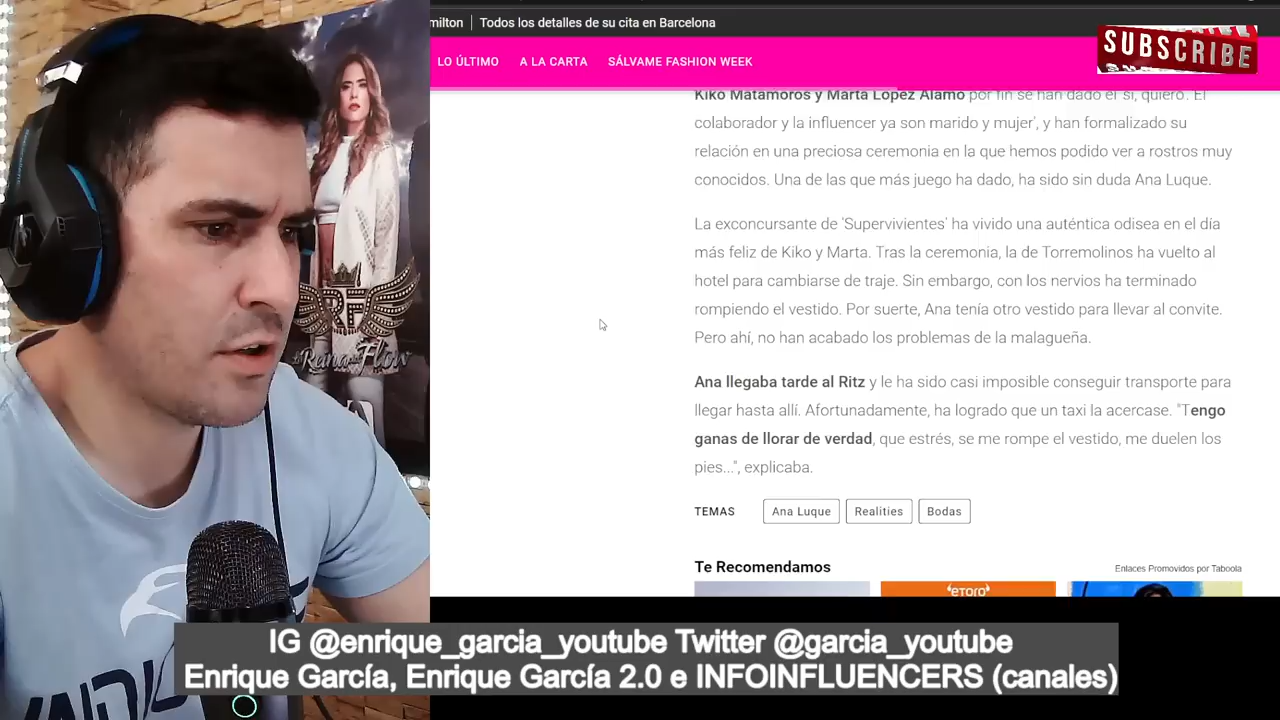 milton | Todos los detalles de su cita en Barcelona
LO ÚLTIMO A LA CARTA SÁLVAME FASHION WEEK
SUBSCRIBE
Kiko Matamoros y Marta López Álamo por fin se han dado el 'sí, quiero'. El
colaborador y la influencer ya son marido y mujer', y han formalizado su
relación en una preciosa ceremonia en la que hemos podido ver a rostros muy
conocidos. Una de las que más juego ha dado, ha sido sin duda Ana Luque.
La exconcursante de 'Supervivientes' ha vivido una auténtica odisea en el día
más feliz de Kiko y Marta. Tras la ceremonia, la de Torremolinos ha vuelto al
hotel para cambiarse de traje. Sin embargo, con los nervios ha terminado
rompiendo el vestido. Por suerte, Ana tenía otro vestido para llevar al convite.
Pero ahí, no han acabado los problemas de la malagueña.
Ana llegaba tarde al Ritz y le ha sido casi imposible conseguir transporte para
llegar hasta allí. Afortunadamente, ha logrado que un taxi la acercase. "Tengo
ganas de llorar de verdad, que estrés, se me rompe el vestido, me duelen los
pies...", explicaba.
TEMAS Ana Luque Realities Bodas
Te Recomendamos
Enlaces Promovidos por Taboola
eToro
RF
La Reina del Flow
IG @enrique_garcia_youtube Twitter @garcia_youtube
Enrique García, Enrique García 2.0 e INFOINFLUENCERS (canales)